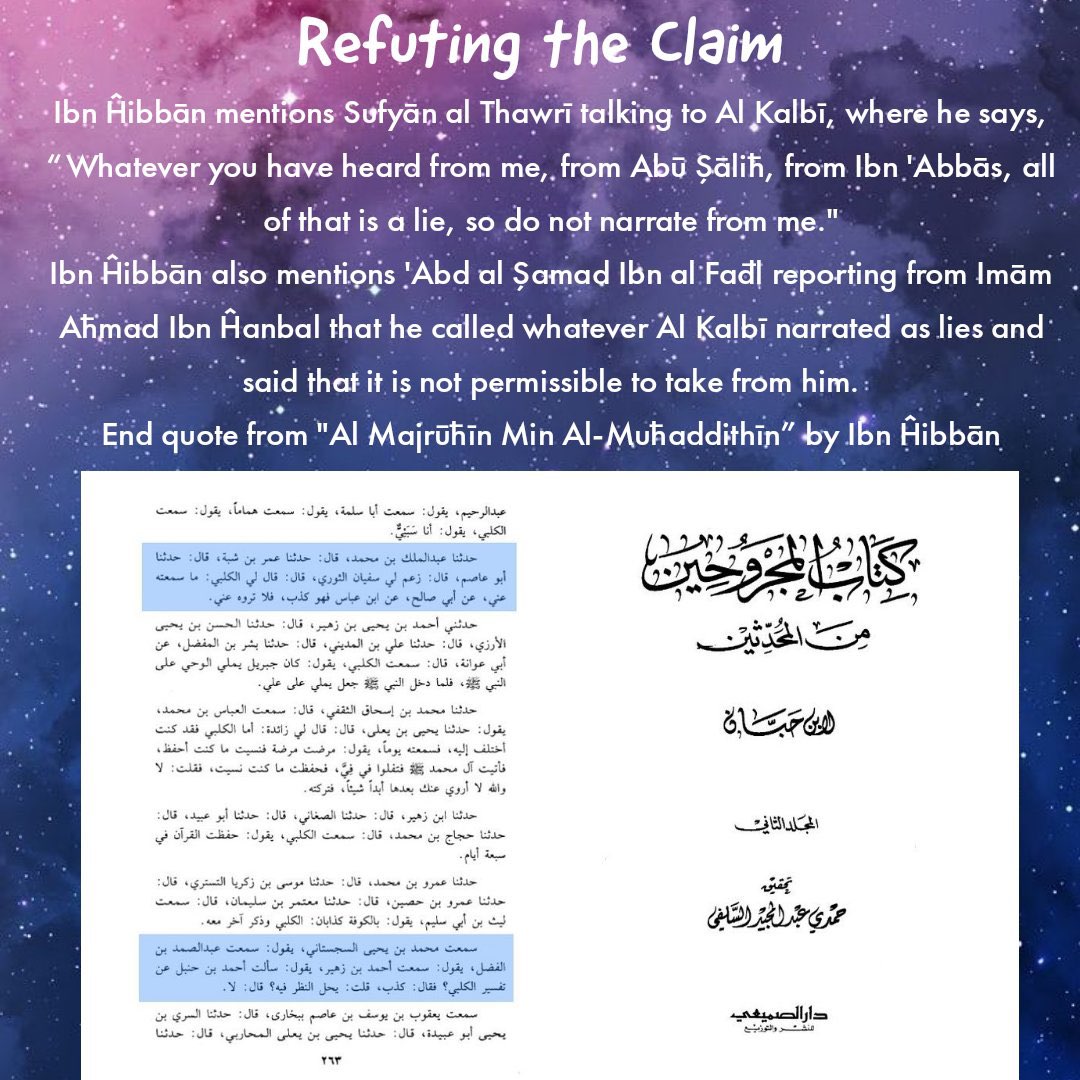 Refuting the Claim
Ibn Ĥibbān mentions Sufyān al Thawrī talking to Al Kalbī, where he says,
“Whatever you have heard from me, from Abū Ṣāliħ, from Ibn 'Abbāṣ, all
of that is a lie, so do not narrate from me."
Ibn Ĥibbān also mentions 'Abd al Ṣamaḍ Ibn al Fađl reporting from Imām
Aħmad Ibn Ĥanbal that he called whatever Al Kalbī narrated as lies and
said that it is not permissible to take from him.
End quote from "Al Majrūħīn Min Al-Muħaddithīn” by Ibn Ĥibbān
عبدالرحيم، يقول: سمعت أبا سلمة، يقول: سمعت هماماً، يقول: سمعت
الكلبي، يقول: أنا سَبَئِيٌّ.
حدثنا عبدالملك بن محمد، قال: حدثنا عمر بن شبة، قال: حدثنا
أبو عاصم، قال: زعم لي سفيان الثوري، قال: قال لي الكلبي: ما سمعته
عني، عن أبي صالح، عن ابن عباس فهو كذب، فلا تروه عني.
حدثني أحمد بن يحيى بن زهير، قال: حدثنا الحسن بن يحيى
الأرزي، قال: حدثنا علي بن المديني، قال: حدثنا بشر بن المفضل، عن
أبي عوانة، قال: سمعت الكلبي، يقول: كان جبريل يملي الوحي على
النبي ﷺ، فلما دخل النبي ﷺ جعل يملي على علي.
حدثنا محمد بن إسحاق الثقفي، قال: سمعت العباس بن محمد،
يقول: حدثنا يحيى بن يعلى، قال: قال لي زائدة: أما الكلبي فقد كنت
أختلف إليه، فسمعته يوماً، يقول: مرضت مرضة فنسيت ما كنت أحفظ،
فأتيت آل محمد ﷺ فتفلوا في فِيَّ، فحفظت ما كنت نسيت، فقلت: لا
والله لا أروي عنك بعدها أبداً شيئاً، فتركته.
حدثنا ابن زهير، قال: حدثنا الصغاني، قال: حدثنا أبو عبيد، قال:
حدثنا حجاج بن محمد، قال: سمعت الكلبي، يقول: حفظت القرآن في
سبعة أيام.
حدثنا عمرو بن محمد، قال: حدثنا موسى بن زكريا التستري، قال:
حدثنا عمرو بن حصين، قال: حدثنا معتمر بن سليمان، قال: سمعت
ليث بن أبي سليم، يقول: بالكوفة كذابان: الكلبي وذكر آخر معه.
سمعت محمد بن يحيى السجستاني، يقول: سمعت عبدالصمد بن
الفضل، يقول: سمعت أحمد بن زهير، يقول: سألت أحمد بن حنبل عن
تفسير الكلبي؟ فقال: كذب، قلت: يحل النظر فيه؟ قال: لا.
سمعت يعقوب بن يوسف بن عاصم ببخارى، قال: حدثنا السري بن
يحيى أبو عبيدة، قال: حدثنا يحيى بن يعلى المحاربي، قال: حدثنا
٢٦٣
كتاب المجروحين
من المحدثين
لابن حبان
المجلد الثاني
تحقيق
حمدي عبد المجيد السلفي
دار الصميعي
للنشر والتوزيع